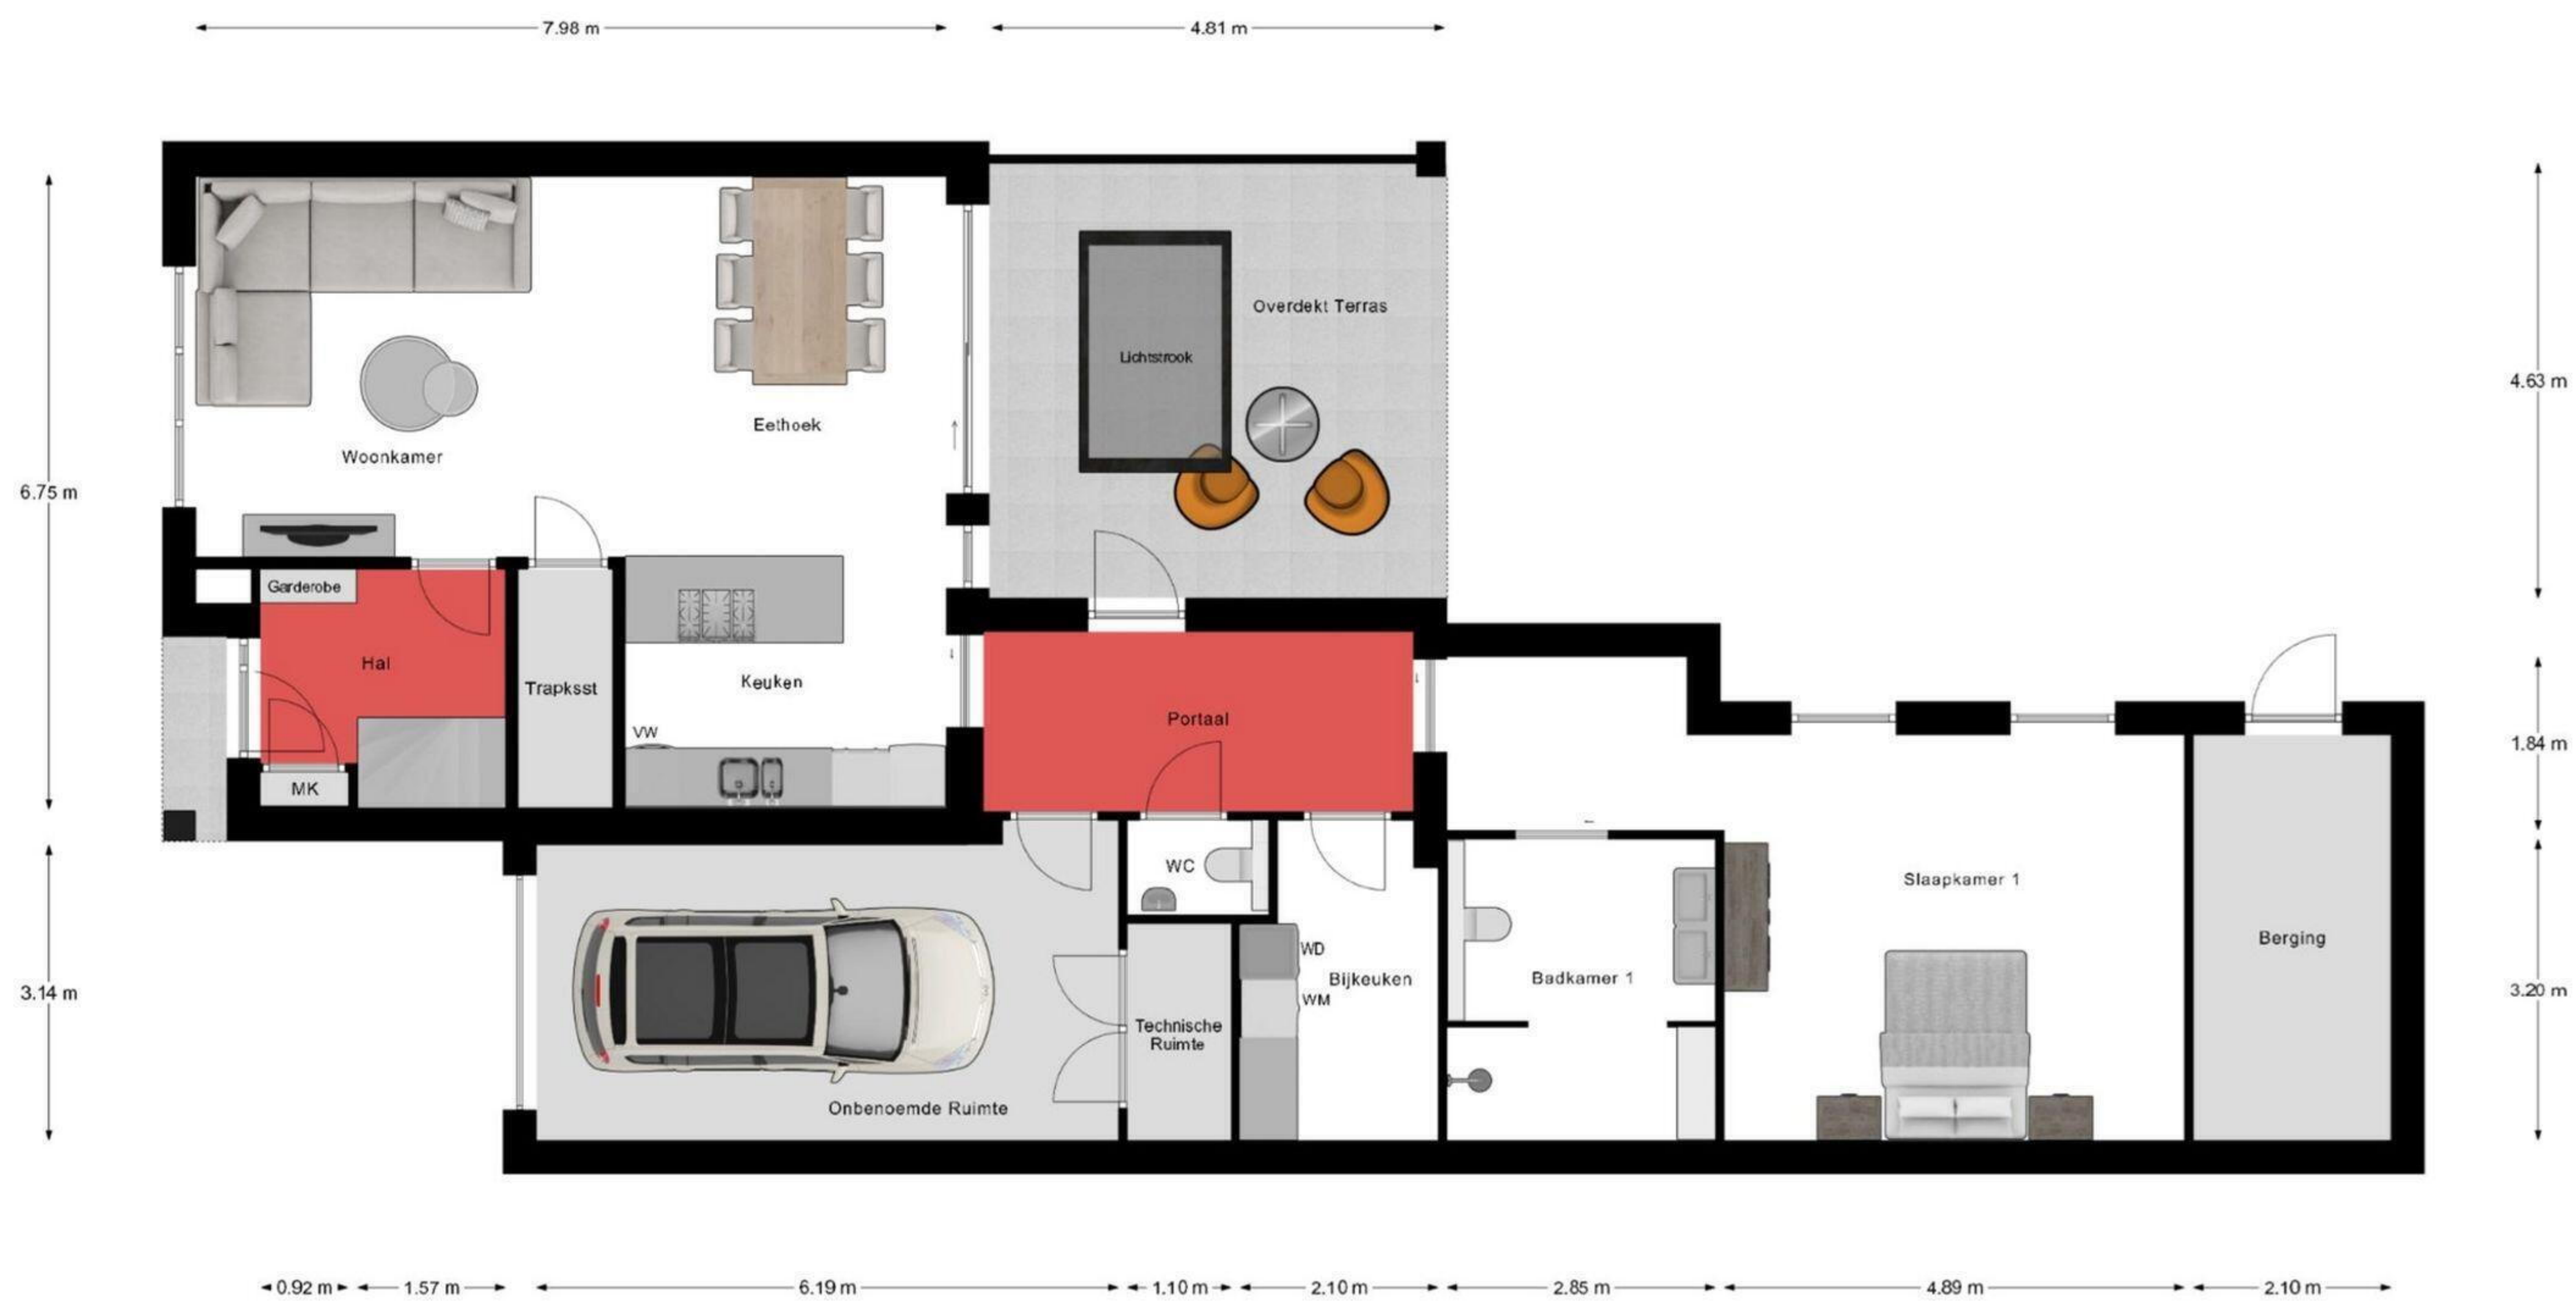 7.98 m
4.81 m
Overdekt Terras
Lichtstrook
4.63 m
Eethoek
Woonkamer
6.75 m
Garderobe
Hal
Trapksst
Keuken
Portaal
VW
1.84 m
MK
WC
Slaapkamer 1
Berging
WD
Bijkeuken
Badkamer 1
3.14 m
WM
3.20 m
Technische
Ruimte
Onbenoemde Ruimte
0.92 m
1.57 m
6.19 m
1.10 m
2.10 m
2.85 m
4.89 m
2.10 m